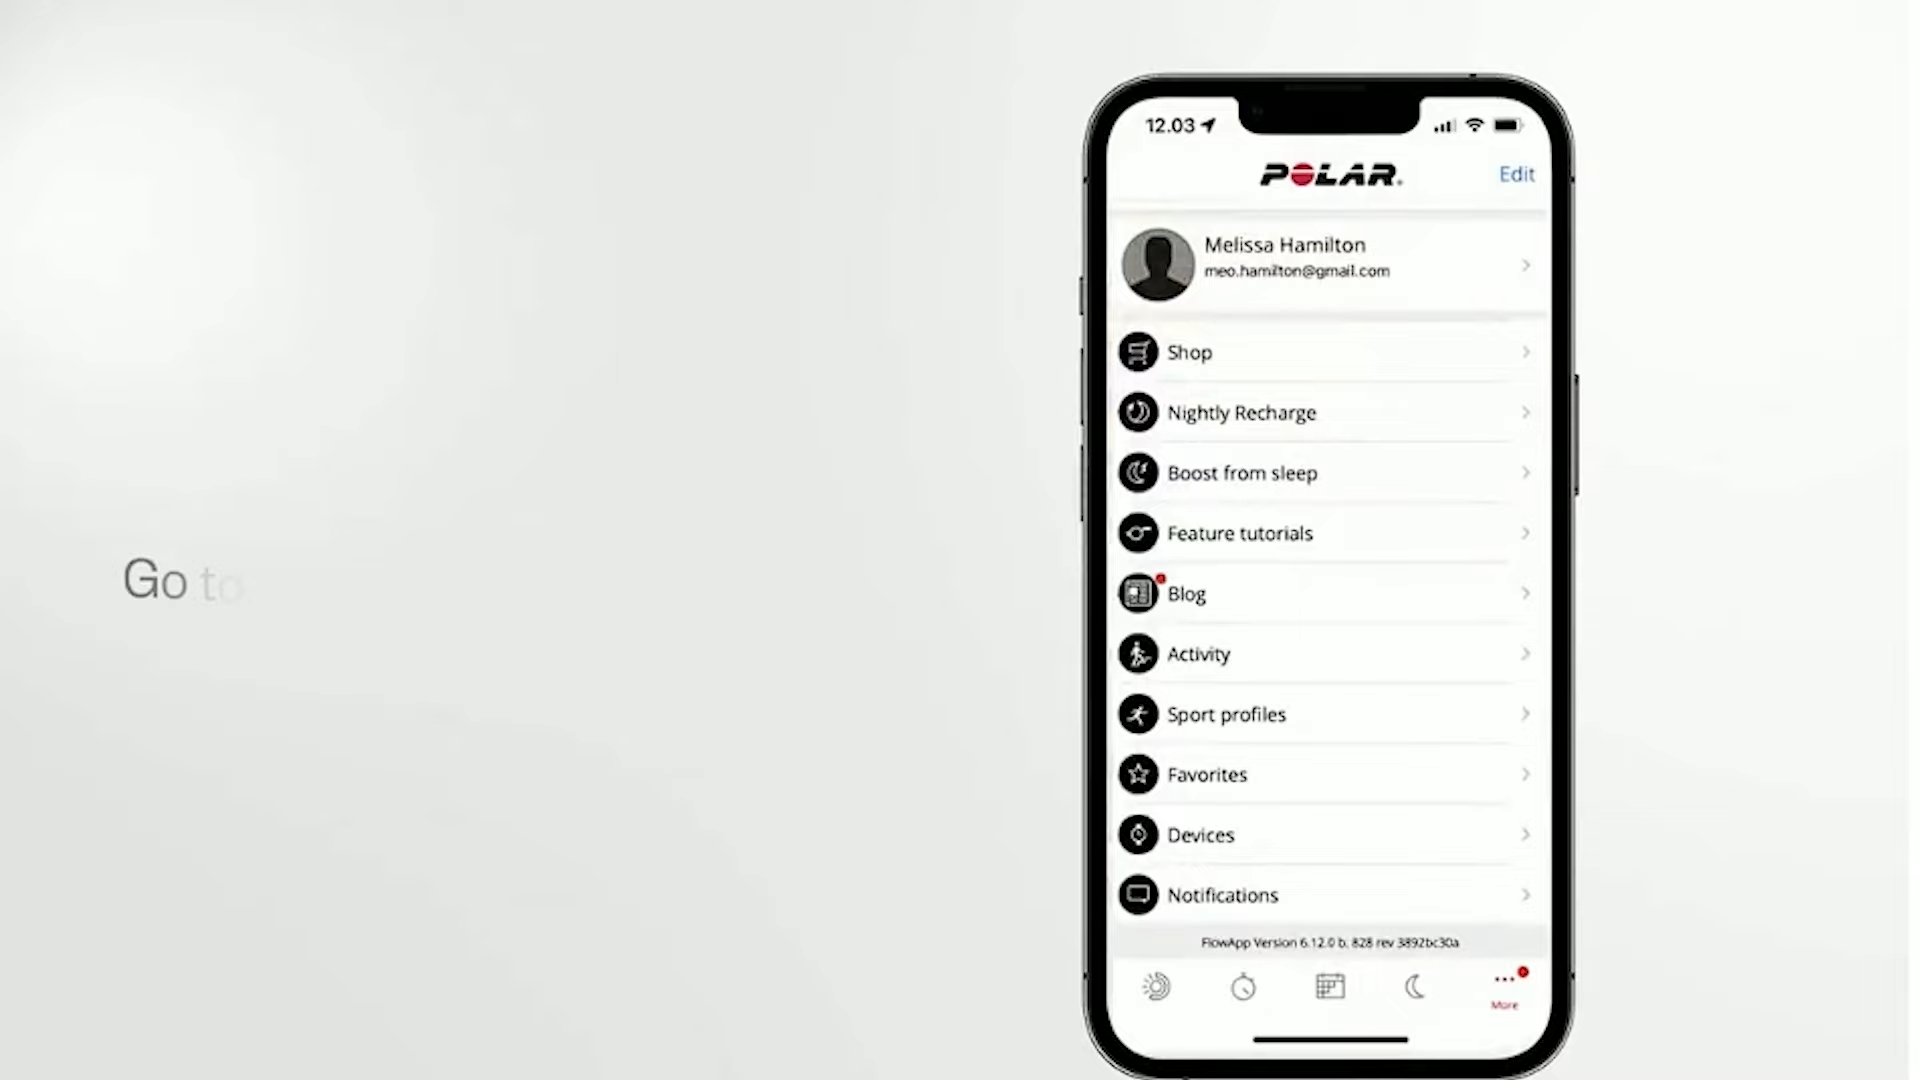 Go to
12.03
POLAR
Edit
Melissa Hamilton
meo.hamilton@gmail.com
Shop
Nightly Recharge
Boost from sleep
Feature tutorials
Blog
Activity
Sport profiles
Favorites
Devices
Notifications
FlowApp Version 6.12.0 b. 828 rev 3892bc30a
More